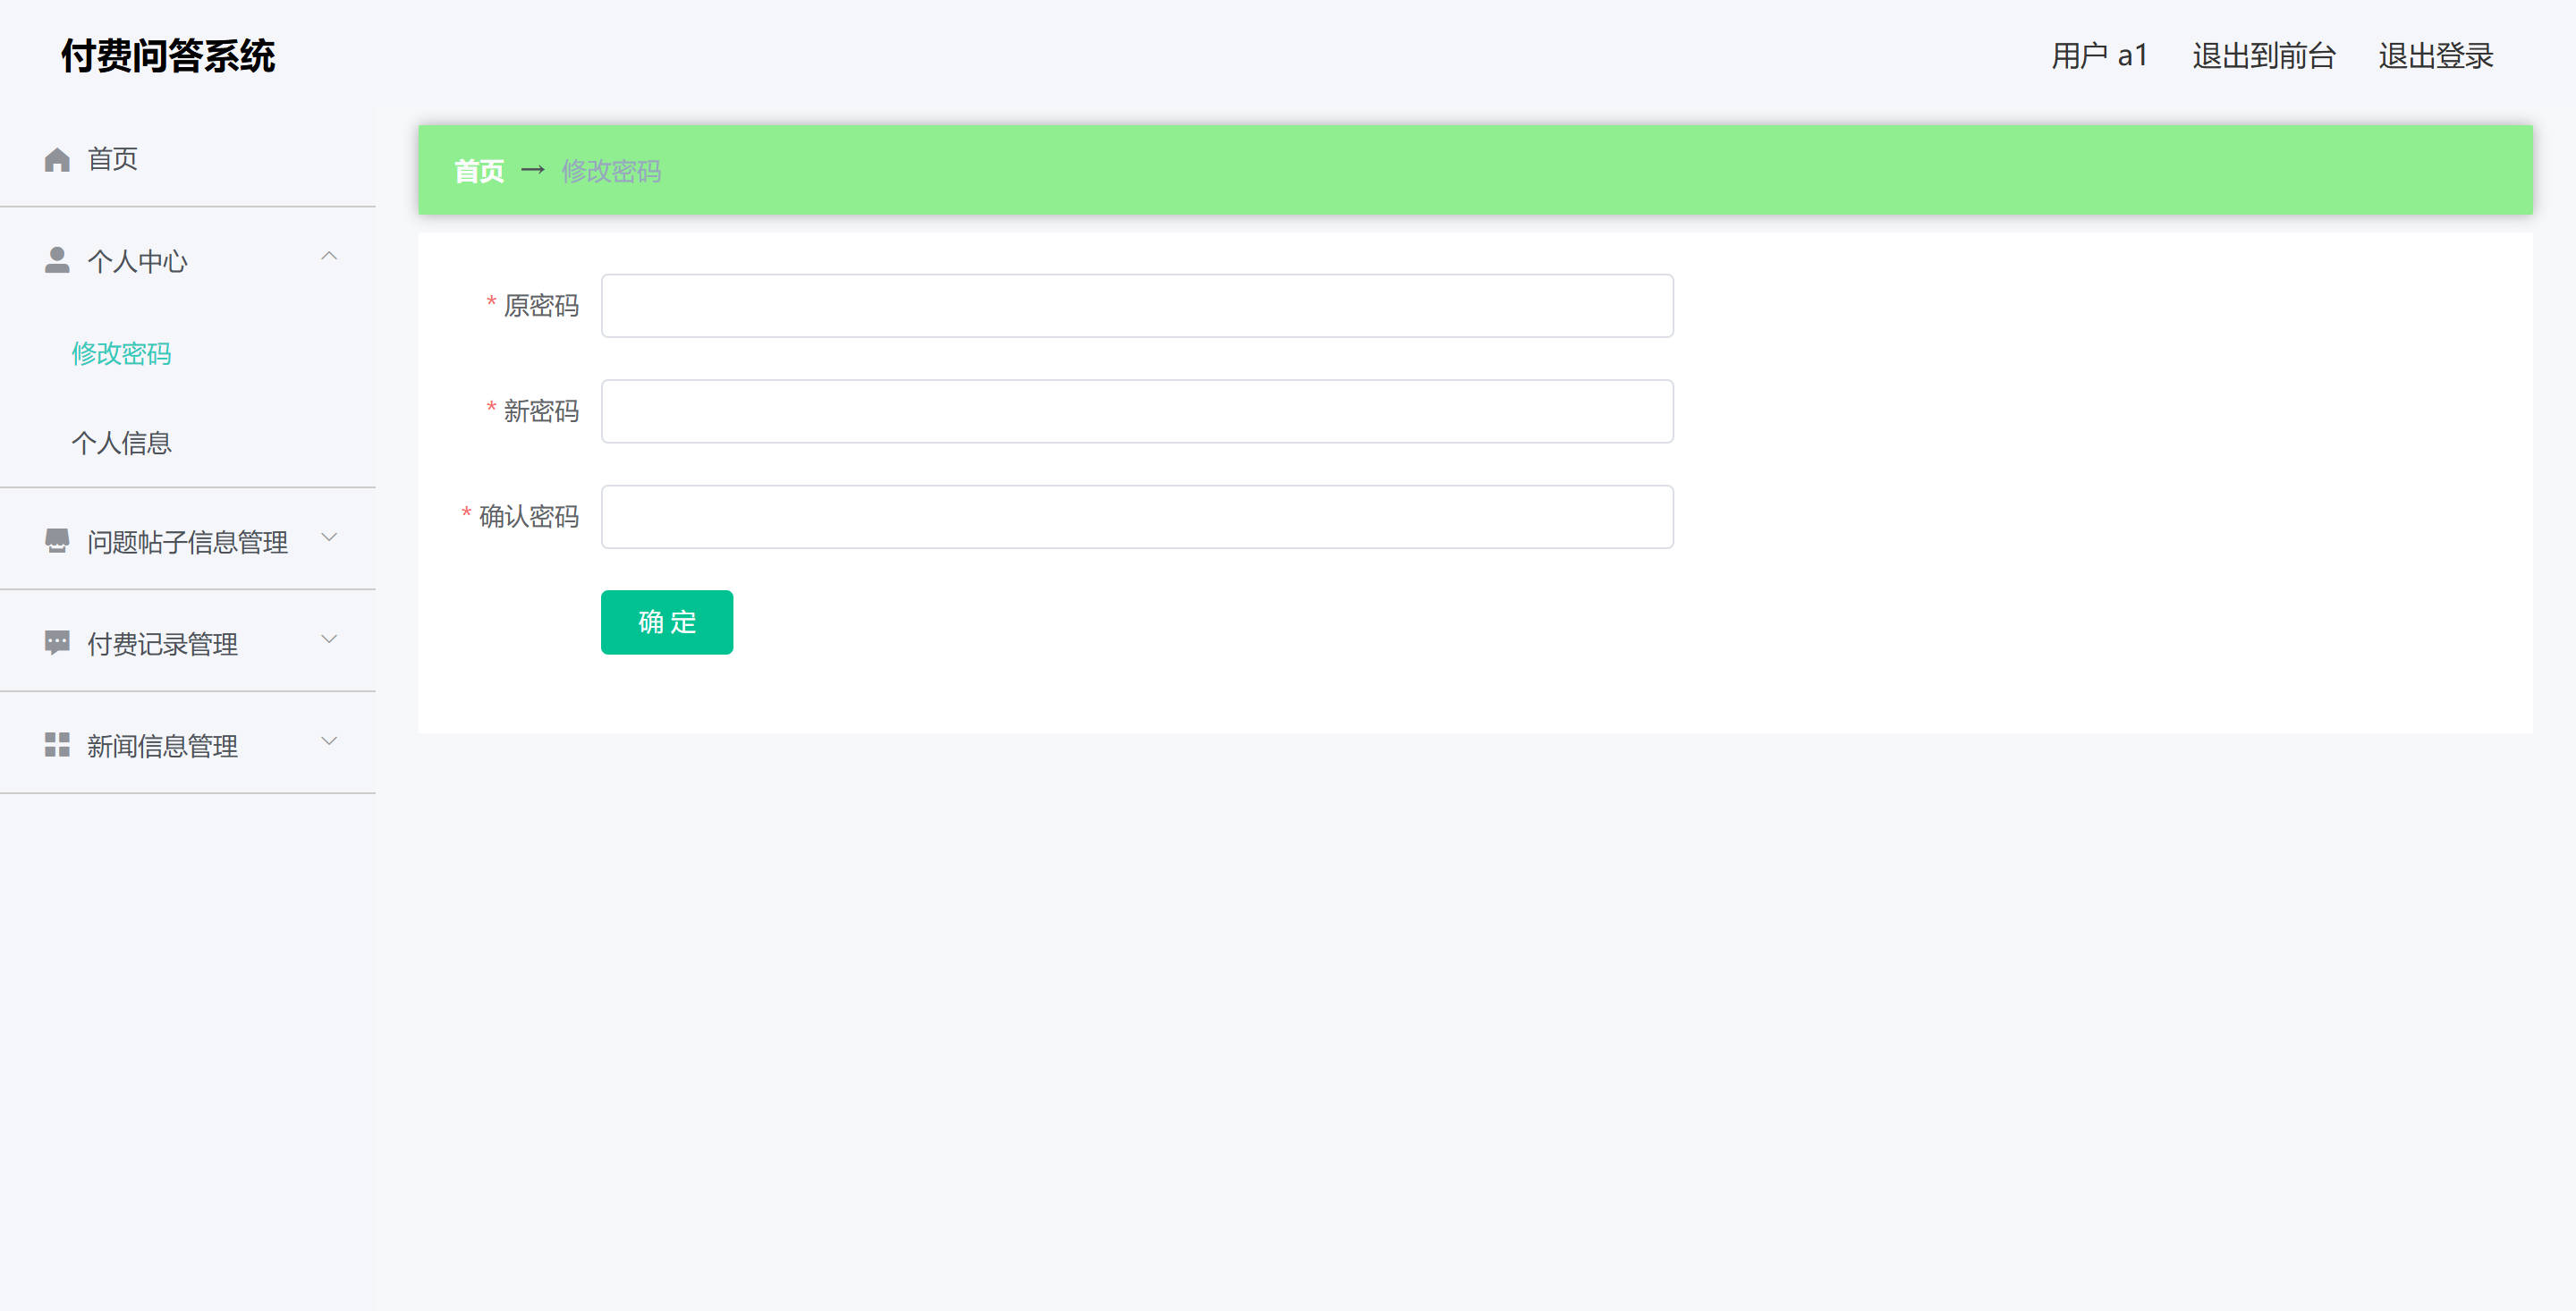 付费问答系统
用户 a1 退出到前台 退出登录
首页
个人中心
修改密码
个人信息
问题帖子信息管理
付费记录管理
新闻信息管理
首页 → 修改密码
* 原密码
* 新密码
* 确认密码
确 定